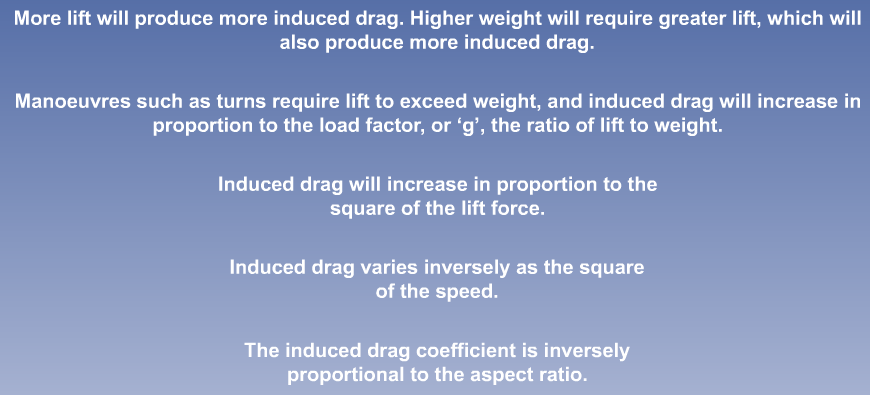 More lift will produce more induced drag. Higher weight will require greater lift, which will
also produce more induced drag.
Manoeuvres such as turns require lift to exceed weight, and induced drag will increase in
proportion to the load factor, or ‘g’, the ratio of lift to weight.
Induced drag will increase in proportion to the
square of the lift force.
Induced drag varies inversely as the square
of the speed.
The induced drag coefficient is inversely
proportional to the aspect ratio.